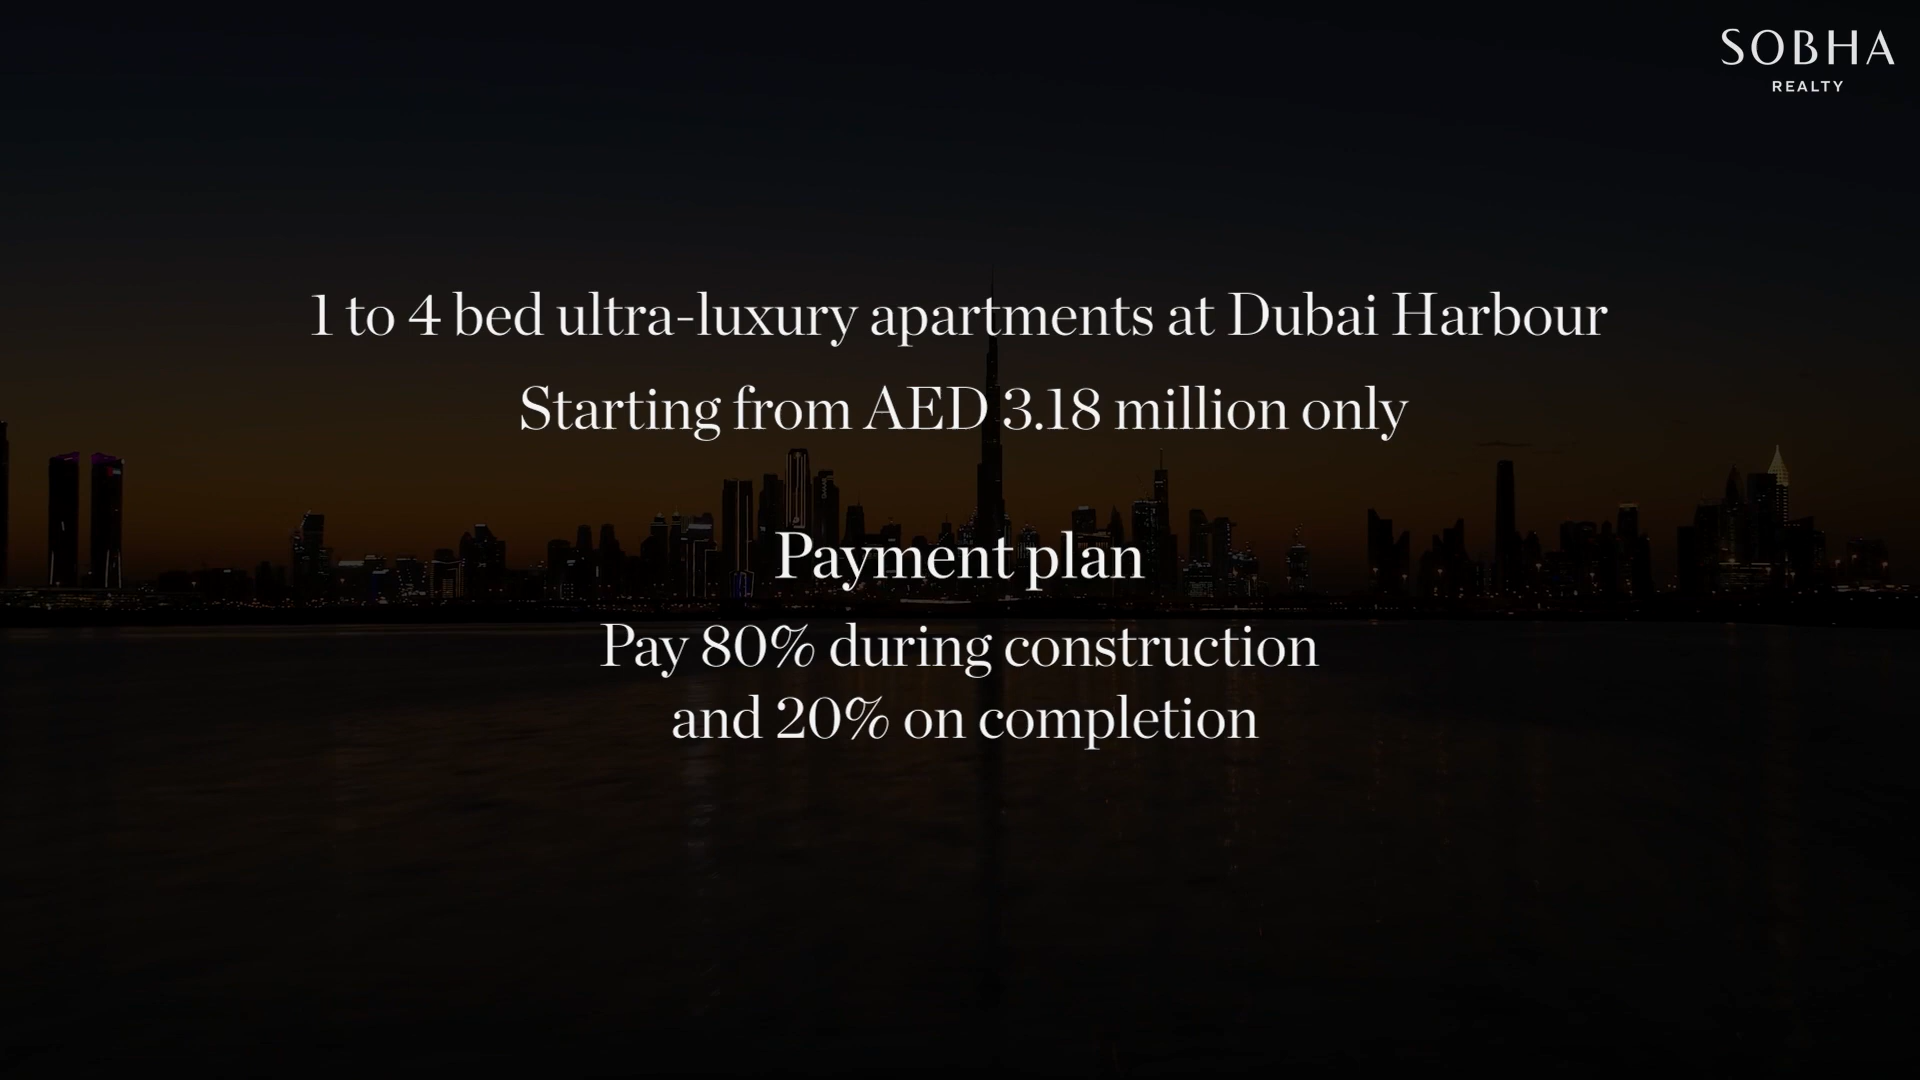 SOBHA
REALTY
1 to 4 bed ultra-luxury apartments at Dubai Harbour
Starting from AED 3.18 million only
Payment plan
Pay 80% during construction
and 20% on completion